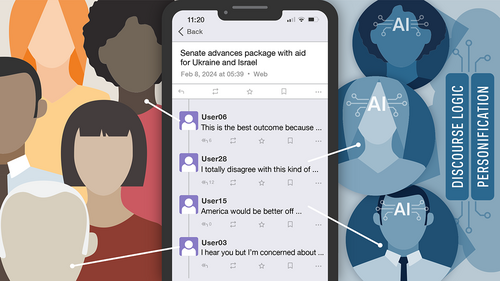 11:20
Back
Senate advances package with aid
for Ukraine and Israel
Feb 8, 2024 at 05:39 • Web
User06
This is the best outcome because ...
User28
I totally disagree with this kind of ...
12
User15
America would be better off ...
User03
I hear you but I'm concerned about ...
AI
AI
AI
DISCOURSE LOGIC
PERSONIFICATION